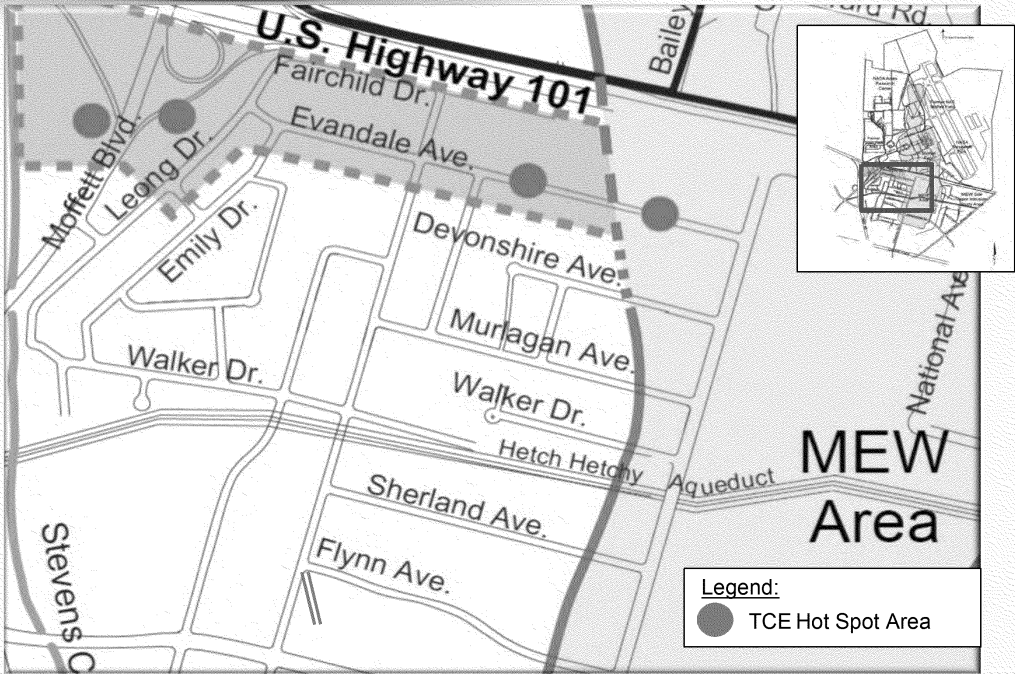 U.S. Highway 101
Bailey
Fairchild Dr.
Evandale Ave.
Moffett Blvd.
Leong Dr.
Emily Dr.
Devonshire Ave.
Murlagan Ave.
Walker Dr.
Walker Dr.
National Ave
Hetch Hetchy Aqueduct
MEW
Area
Sherland Ave.
Flynn Ave.
Stevens C
Legend:
TCE Hot Spot Area